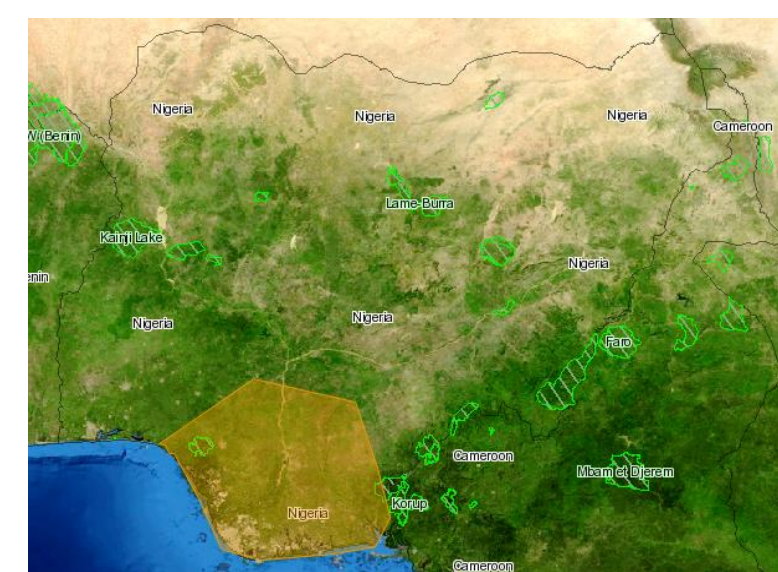 Nigeria
Nigeria
Nigeria
Cameroon
W (Benin)
Lame-Burra
Kainji Lake
Nigeria
enin
Nigeria
Nigeria
Faro
Cameroon
Mbam et Djerem
Korup
Nigeria
Cameroon